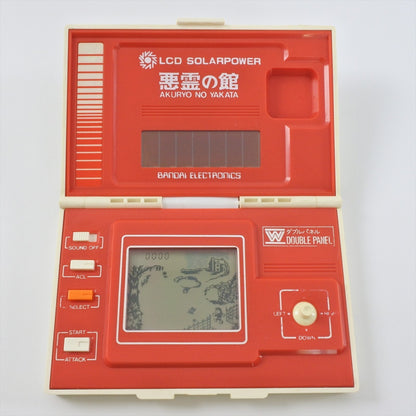 LCD SOLARPOWER
悪霊の館
AKURYO NO YAKATA
BANDAI ELECTRONICS
SOUND OFF
ACL
SELECT
START
ATTACK
W
ダブルパネル
DOUBLE PANEL
LEFT
DOWN